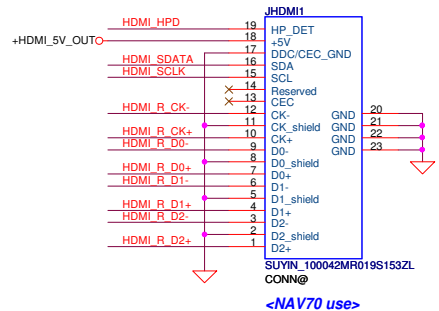 JHDMI1
HDMI_HPD 19 HP_DET
+HDMI_5V_OUT 18 +5V
17 DDC/CEC_GND
HDMI_SDATA 16 SDA
HDMI_SCLK 15 SCL
14 Reserved
13 CEC
HDMI_R_CK- 12 CK- GND 20
11 CK_shield GND 21
HDMI_R_CK+ 10 CK+ GND 22
HDMI_R_D0- 9 D0- GND 23
8 D0_shield
HDMI_R_D0+ 7 D0+
HDMI_R_D1- 6 D1-
5 D1_shield
HDMI_R_D1+ 4 D1+
HDMI_R_D2- 3 D2-
2 D2_shield
HDMI_R_D2+ 1 D2+
SUYIN_100042MR019S153ZL
CONN@
<NAV70 use>